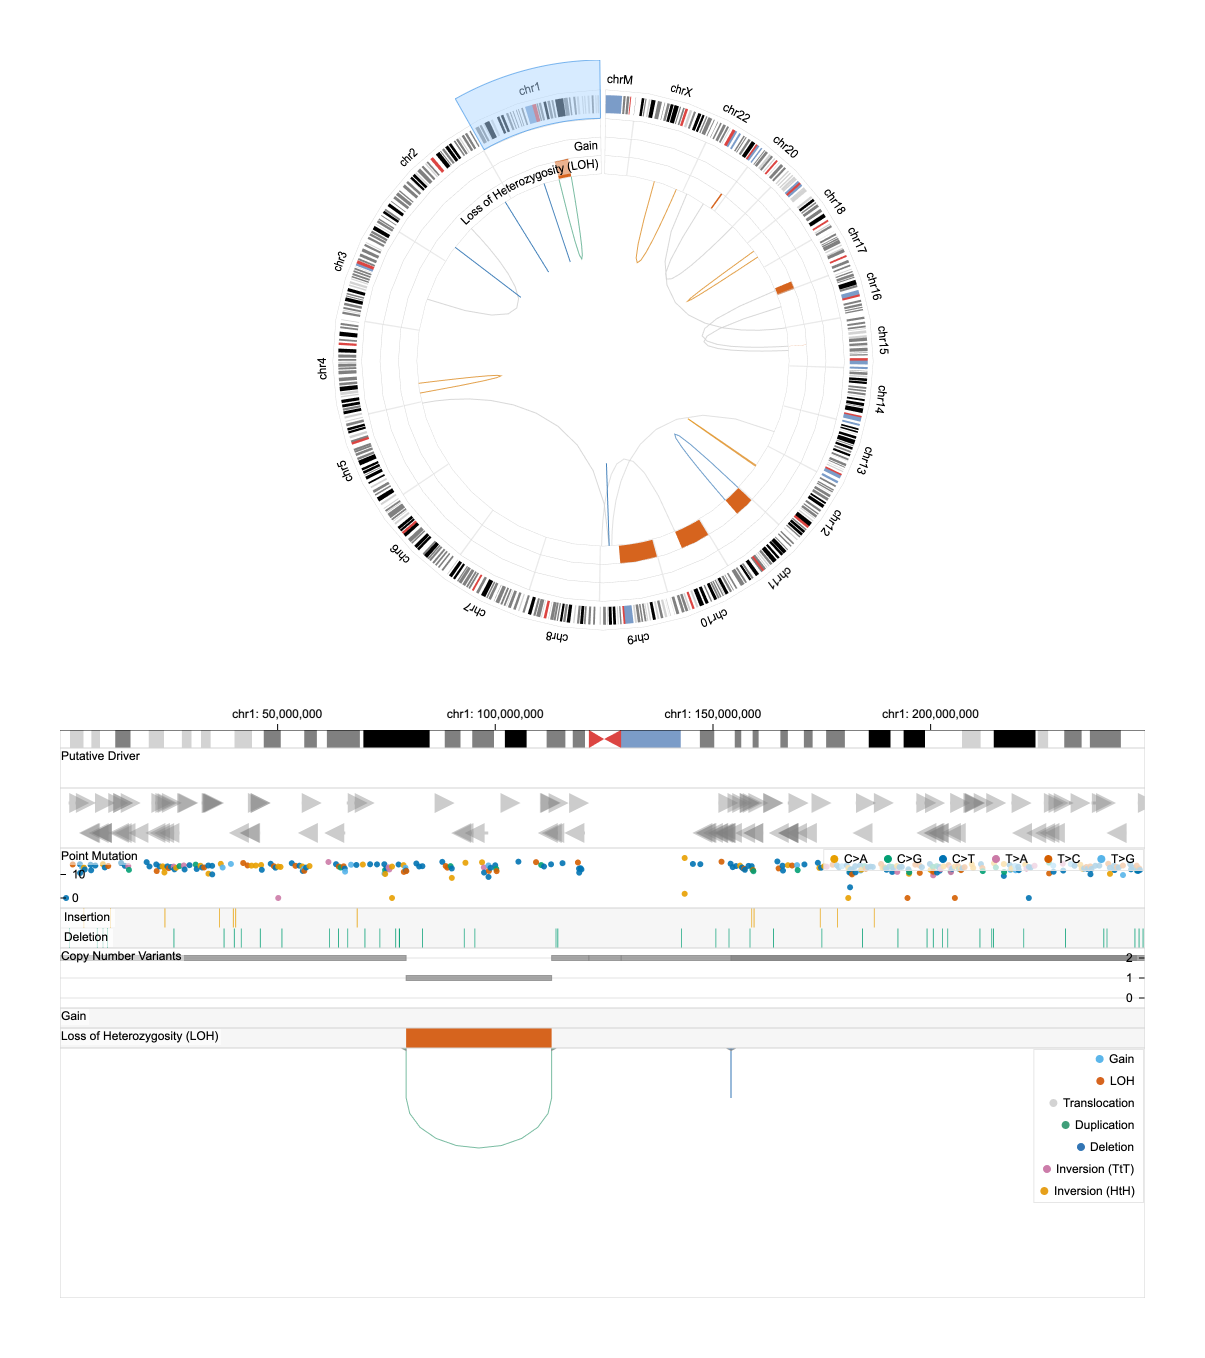 chr1
chrM
chrX
chr22
chr20
chr18
chr17
chr16
chr15
chr14
chr13
chr12
chr11
chr10
chr9
chr8
chr7
chr6
chr5
chr4
chr3
chr2
Gain
Loss of Heterozygosity (LOH)
chr1: 50,000,000 chr1: 100,000,000 chr1: 150,000,000 chr1: 200,000,000
Putative Driver
Point Mutation
C>A C>G C>T T>A T>C T>G
10
0
Insertion
Deletion
Copy Number Variants
2
1
0
Gain
Loss of Heterozygosity (LOH)
Gain
LOH
Translocation
Duplication
Deletion
Inversion (TtT)
Inversion (HtH)